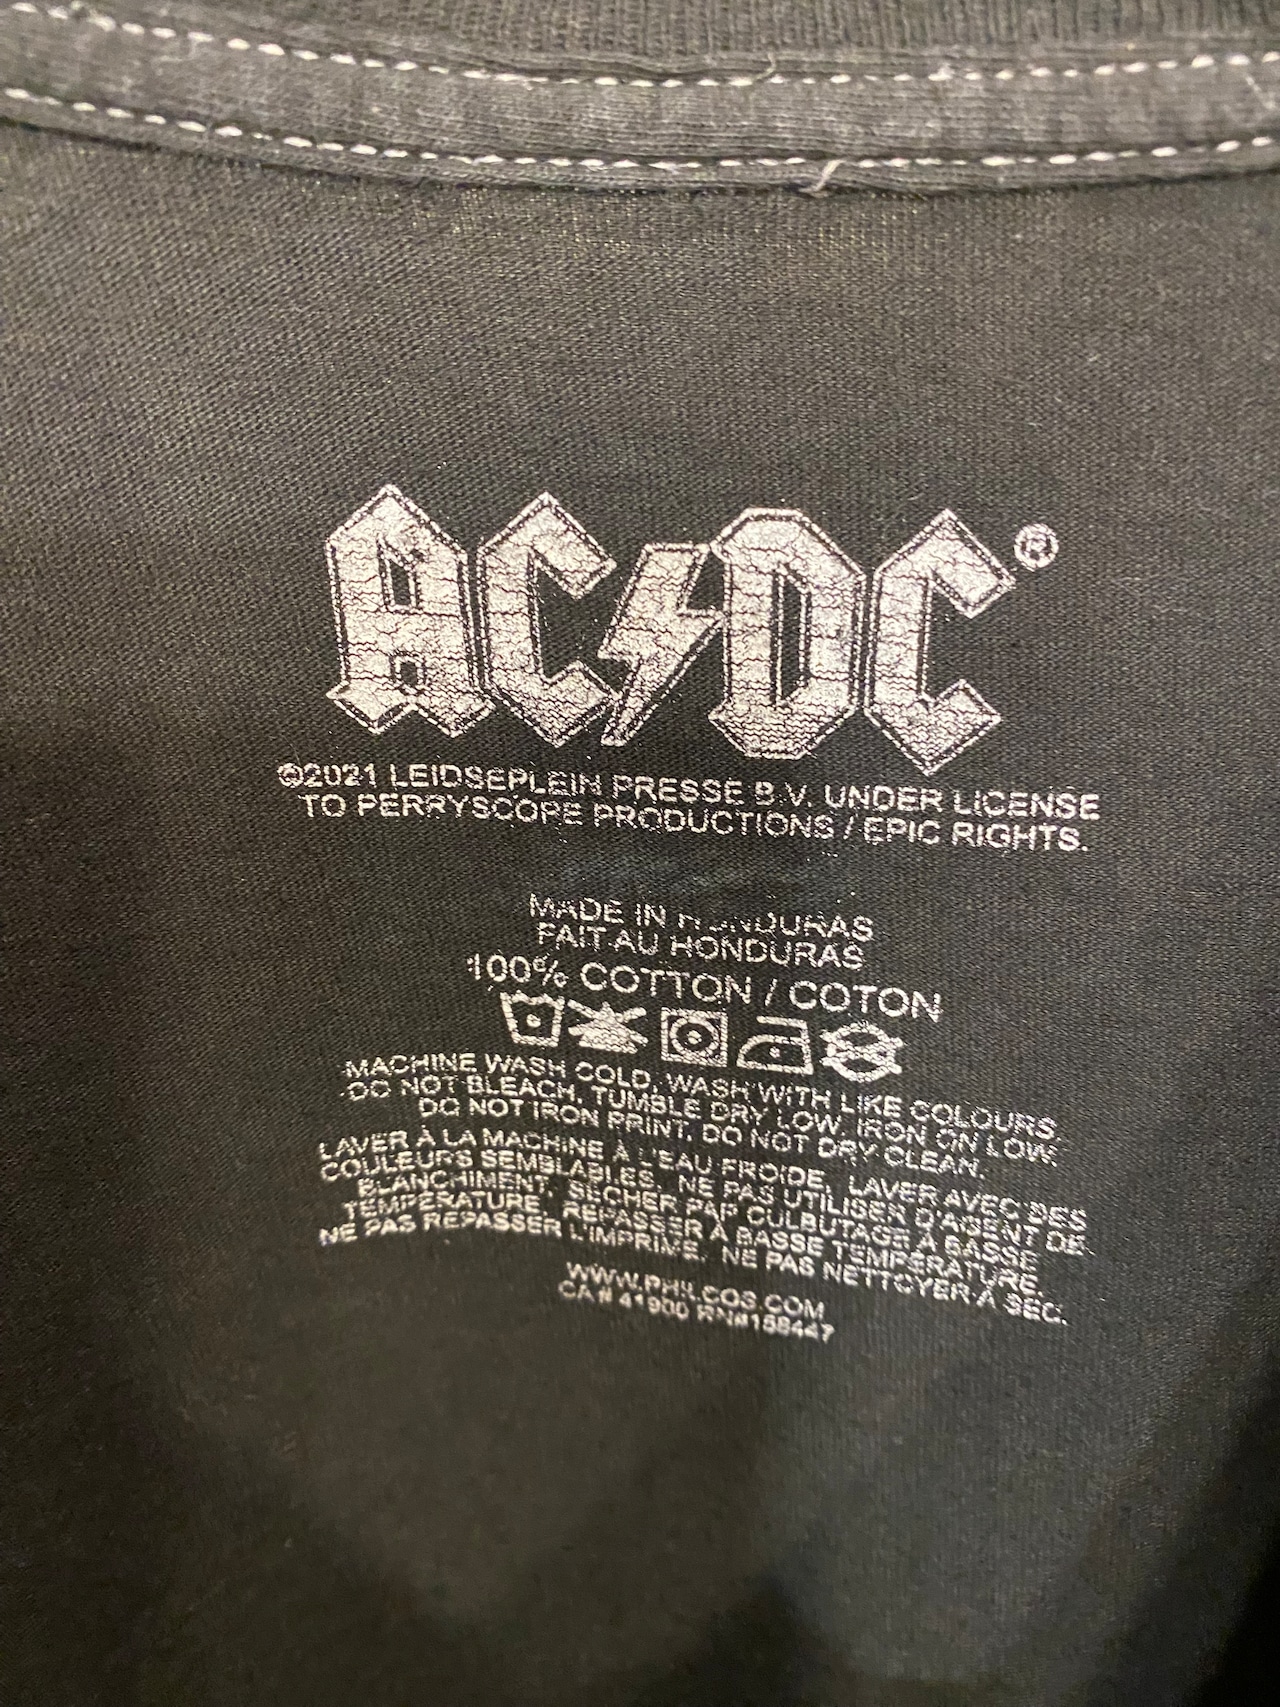 AC/DC®
©2021 LEIDSEPLEIN PRESSE B.V. UNDER LICENSE
TO PERRYSCOPE PRODUCTIONS / EPIC RIGHTS.
MADE IN HONDURAS
FAIT AU HONDURAS
100% COTTON / COTON
MACHINE WASH COLD, WASH WITH LIKE COLOURS.
DO NOT BLEACH, TUMBLE DRY LOW, IRON ON LOW.
DO NOT IRON PRINT. DO NOT DRY CLEAN.
LAVER À LA MACHINE À L'EAU FROIDE, LAVER AVEC DES
COULEURS SEMBLABLES. NE PAS UTILISER D'AGENT DE
BLANCHIMENT. SÉCHER PAR CULBUTAGE À BASSE
TEMPÉRATURE. REPASSER À BASSE TEMPÉRATURE.
NE PAS REPASSER L'IMPRIMÉ. NE PAS NETTOYER À SEC.
CA# 41900 RN#158447